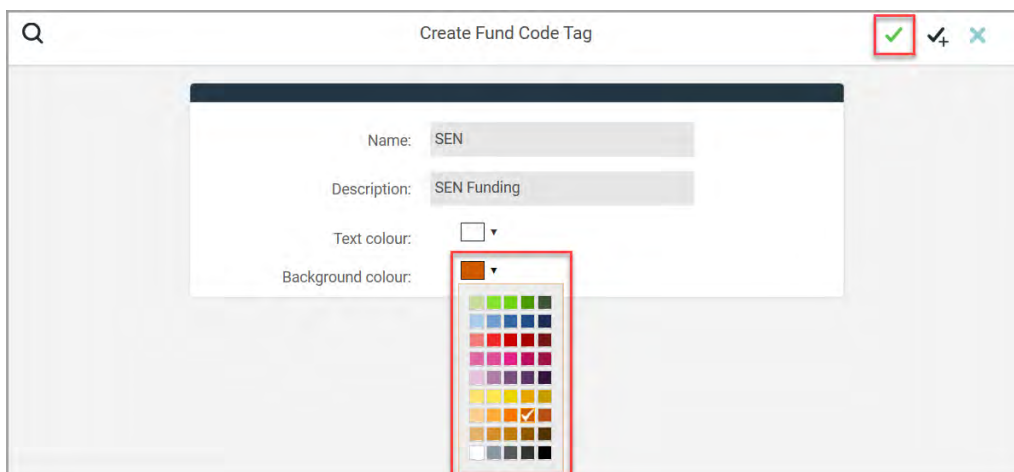 Create Fund Code Tag
Name: SEN
Description: SEN Funding
Text colour:
Background colour: